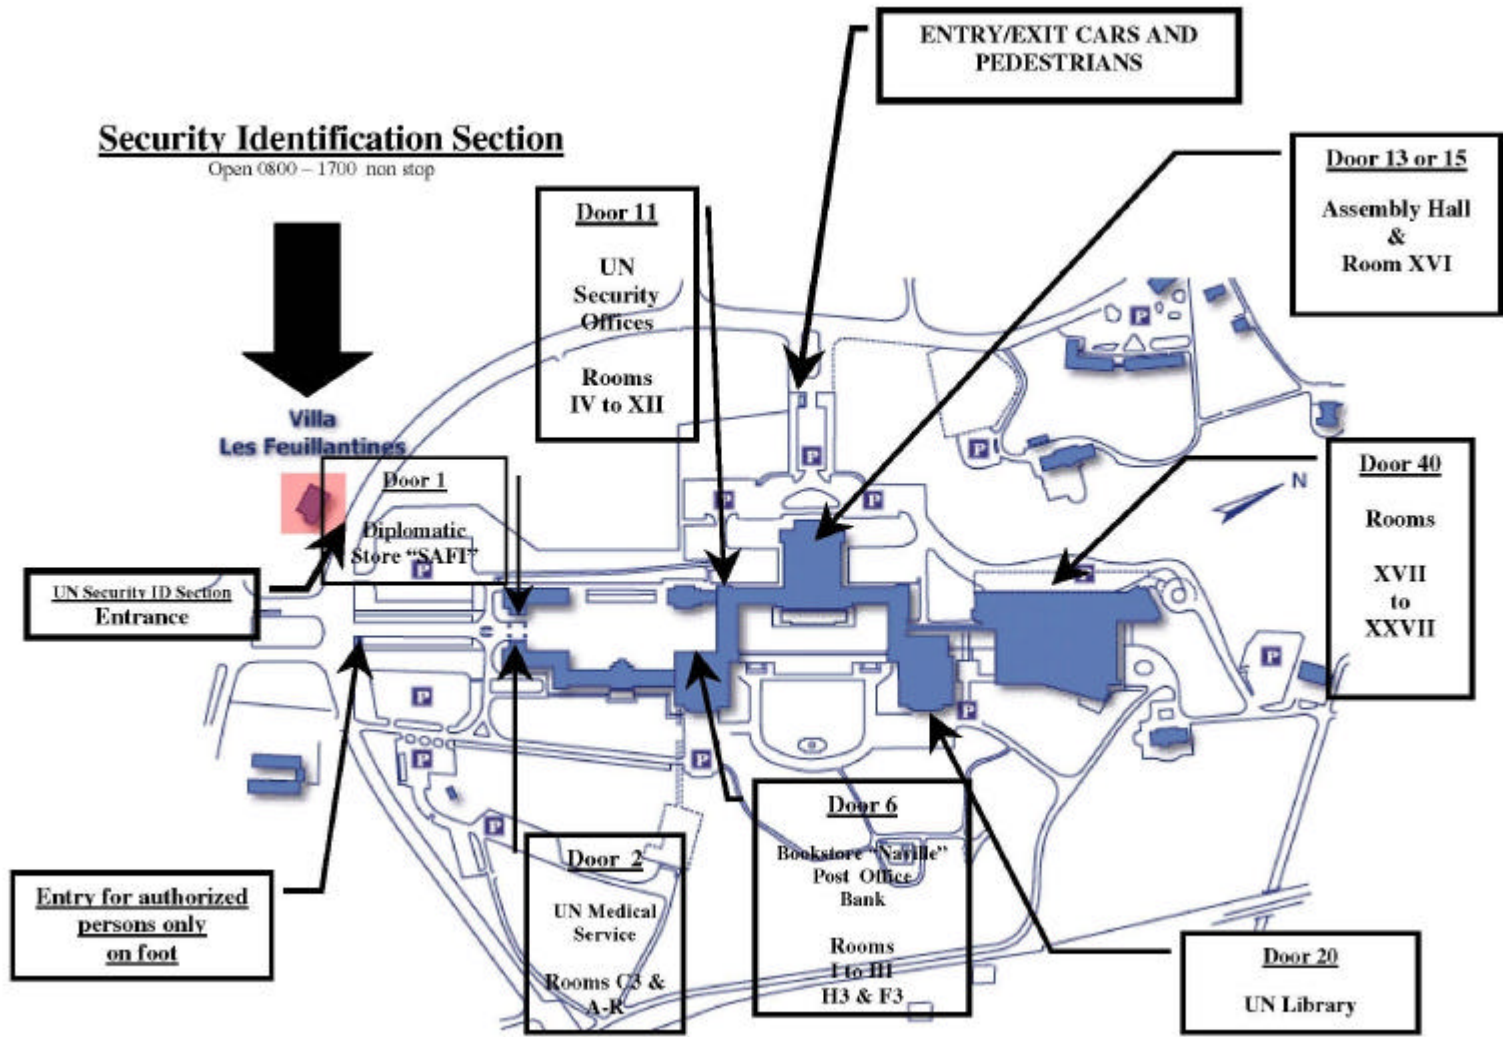 ENTRY/EXIT CARS AND
PEDESTRIANS
Security Identification Section
Open 0800 – 1700 non stop
Door 13 or 15
Assembly Hall
&
Room XVI
Door 11
UN
Security
Offices
Rooms
IV to XII
P
Villa
Les Feuillantines
Door 1
Diplomatic
Store “SAFI”
P
P
P
P
P
N
Door 40
Rooms
XVII
to
XXVII
P
UN Security ID Section
Entrance
P
P
P
P
P
P
Door 6
Bookstore “Naville”
Post Office
Bank
Rooms
I to III
H3 & F3
P
P
Door 2
UN Medical
Service
Rooms C3 &
A-R
Entry for authorized
persons only
on foot
Door 20
UN Library